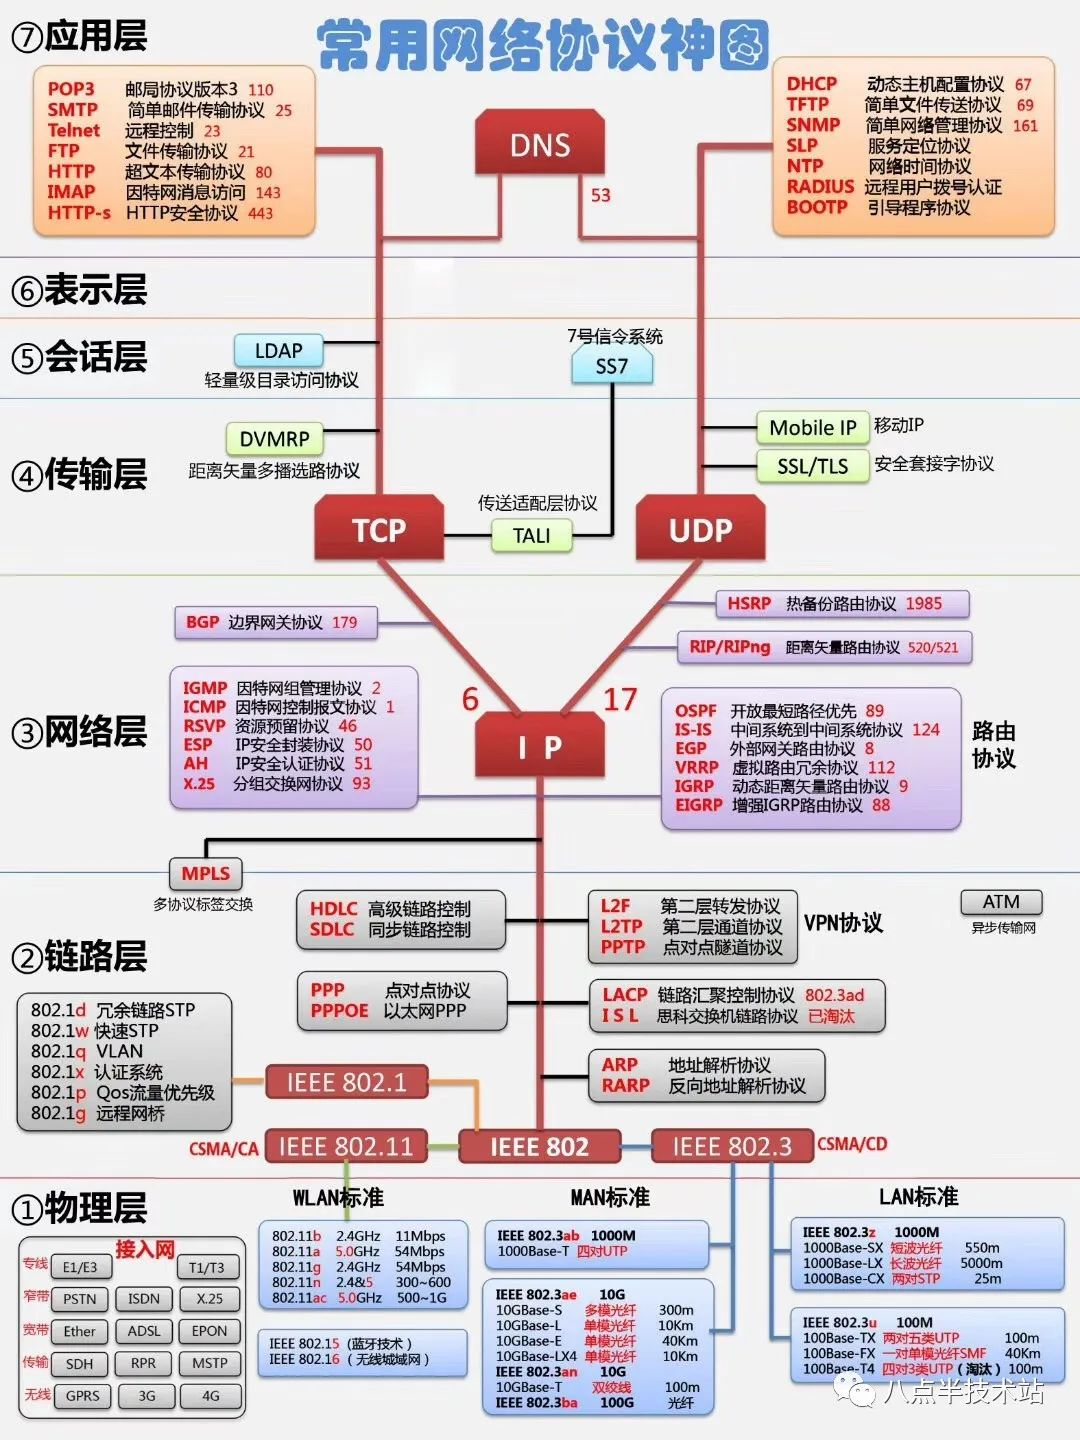 常用网络协议神图
⑦应用层
POP3 邮局协议版本3 110
SMTP 简单邮件传输协议 25
Telnet 远程控制 23
FTP 文件传输协议 21
HTTP 超文本传输协议 80
IMAP 因特网消息访问 143
HTTP-s HTTP安全协议 443
DNS
53
DHCP 动态主机配置协议 67
TFTP 简单文件传送协议 69
SNMP 简单网络管理协议 161
SLP 服务定位协议
NTP 网络时间协议
RADIUS 远程用户拨号认证
BOOTP 引导程序协议
⑥表示层
⑤会话层
LDAP
轻量级目录访问协议
7号信令系统
SS7
④传输层
DVMRP
距离矢量多播选路协议
Mobile IP 移动IP
SSL/TLS 安全套接字协议
TCP
传送适配层协议
TALI
UDP
③网络层
BGP 边界网关协议 179
HSRP 热备份路由协议 1985
RIP/RIPng 距离矢量路由协议 520/521
6
17
I P
IGMP 因特网组管理协议 2
ICMP 因特网控制报文协议 1
RSVP 资源预留协议 46
ESP IP安全封装协议 50
AH IP安全认证协议 51
X.25 分组交换网协议 93
OSPF 开放最短路径优先 89
IS-IS 中间系统到中间系统协议 124
EGP 外部网关路由协议 8
VRRP 虚拟路由冗余协议 112
IGRP 动态距离矢量路由协议 9
EIGRP 增强IGRP路由协议 88
路由
协议
MPLS
多协议标签交换
②链路层
HDLC 高级链路控制
SDLC 同步链路控制
L2F 第二层转发协议
L2TP 第二层通道协议
PPTP 点对点隧道协议
VPN协议
ATM
异步传输网
PPP 点对点协议
PPPOE 以太网PPP
LACP 链路汇聚控制协议 802.3ad
I S L 思科交换机链路协议 已淘汰
ARP 地址解析协议
RARP 反向地址解析协议
802.1d 冗余链路STP
802.1w 快速STP
802.1q VLAN
802.1x 认证系统
802.1p Qos流量优先级
802.1g 远程网桥
IEEE 802.1
CSMA/CA
IEEE 802.11
IEEE 802
IEEE 802.3
CSMA/CD
①物理层
WLAN标准
MAN标准
LAN标准
接入网
专线 E1/E3 T1/T3
窄带 PSTN ISDN X.25
宽带 Ether ADSL EPON
传输 SDH RPR MSTP
无线 GPRS 3G 4G
802.11b 2.4GHz 11Mbps
802.11a 5.0GHz 54Mbps
802.11g 2.4GHz 54Mbps
802.11n 2.4&5 300~600
802.11ac 5.0GHz 500~1G
IEEE 802.15（蓝牙技术）
IEEE 802.16（无线城域网）
IEEE 802.3ab 1000M
1000Base-T 四对UTP
IEEE 802.3ae 10G
10GBase-S 多模光纤 300m
10GBase-L 单模光纤 10Km
10GBase-E 单模光纤 40Km
10GBase-LX4 单模光纤 10Km
IEEE 802.3an 10G
10GBase-T 双绞线 100m
IEEE 802.3ba 100G 光纤
IEEE 802.3z 1000M
1000Base-SX 短波光纤 550m
1000Base-LX 长波光纤 5000m
1000Base-CX 两对STP 25m
IEEE 802.3u 100M
100Base-TX 两对五类UTP 100m
100Base-FX 一对单模光纤SMF 40Km
100Base-T4 四对3类UTP（淘汰）100m
八点半技术站